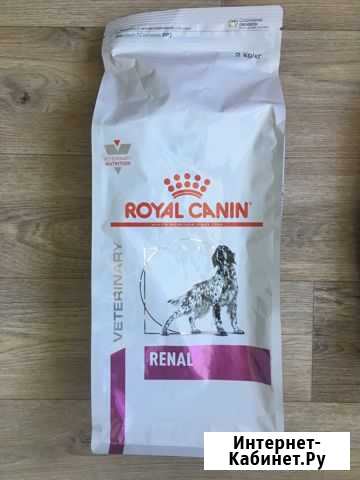 VETERINARY
NUTRITION
ROYAL CANIN
VETERINARY
RENAL
Интернет-
Кабинет.Ру